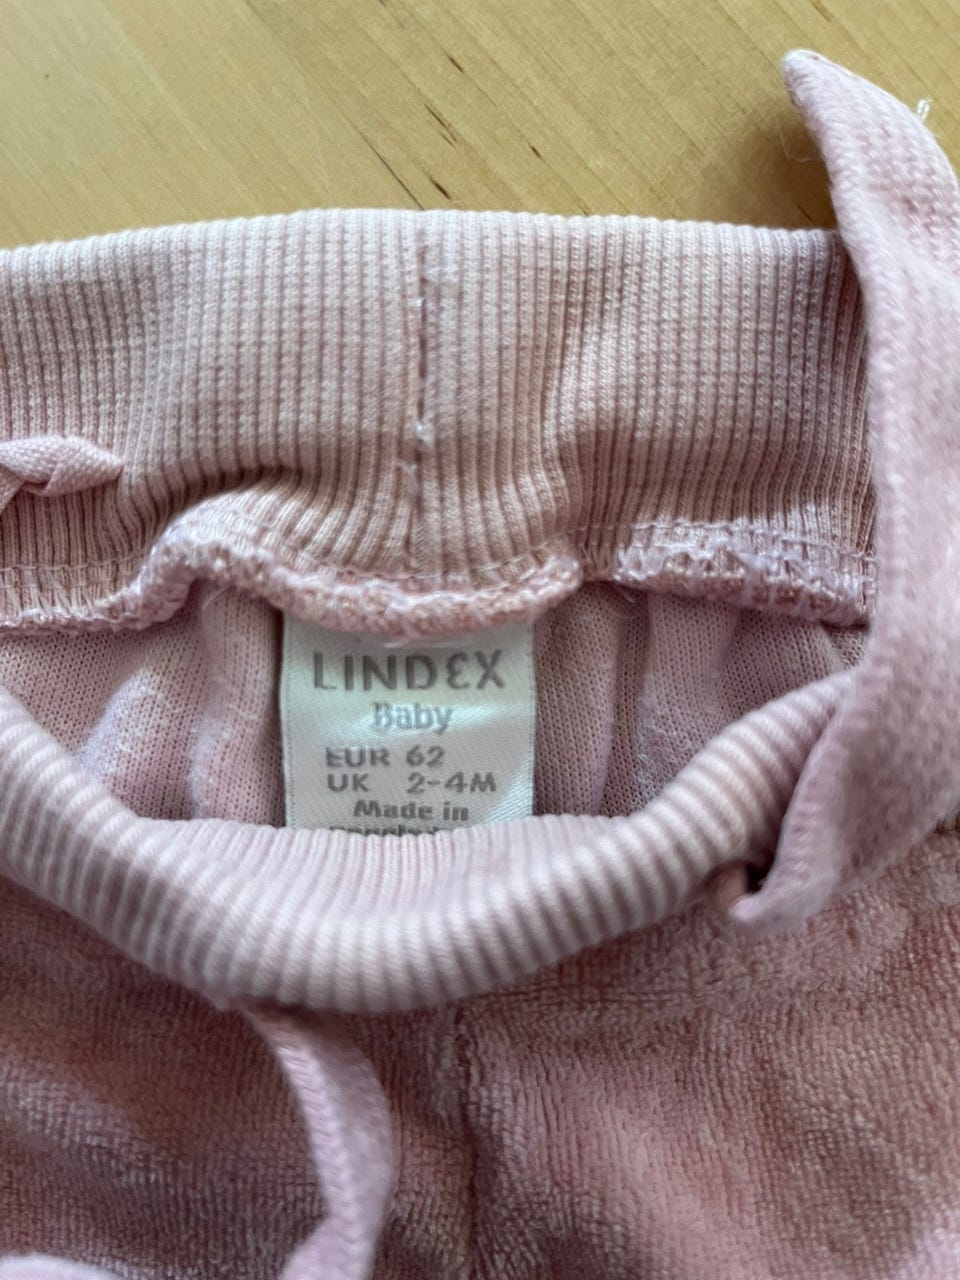 LINDEX
Baby
EUR 62
UK 2-4M
Made in